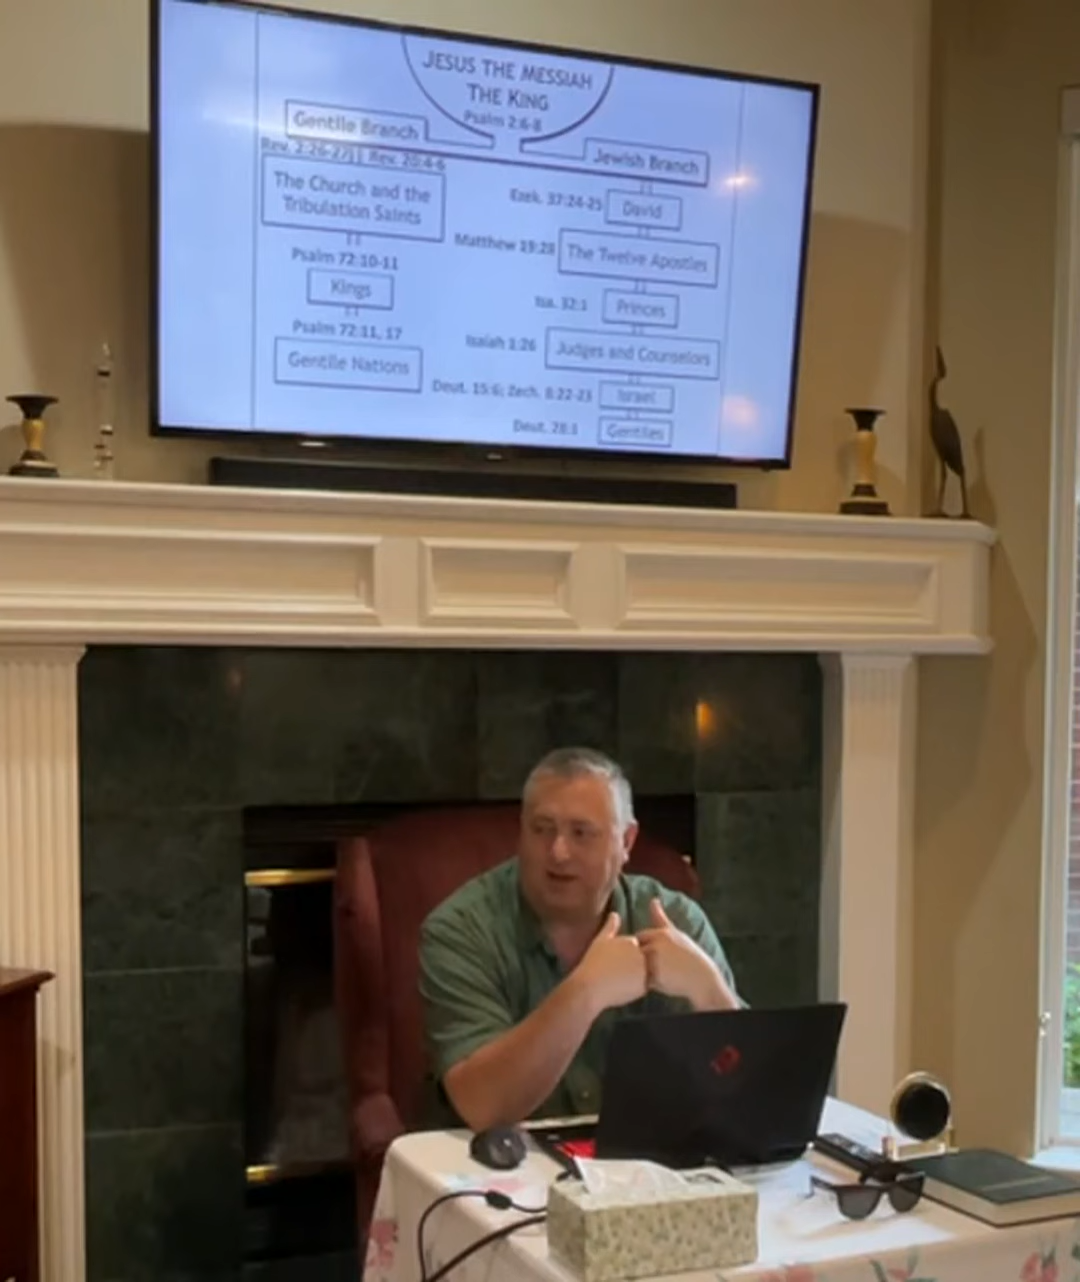 JESUS THE MESSIAH
THE KING
Psalm 2:6-8
Gentile Branch
Rev. 2:26-27; Rev. 20:4-6
The Church and the
Tribulation Saints
Psalm 72:10-11
Kings
Psalm 72:11, 17
Gentile Nations
Jewish Branch
Ezek. 37:24-25
David
Matthew 19:28
The Twelve Apostles
Isa. 32:1
Princes
Isaiah 1:26
Judges and Counselors
Deut. 15:6; Zech. 8:22-23
Israel
Deut. 28:1
Gentiles